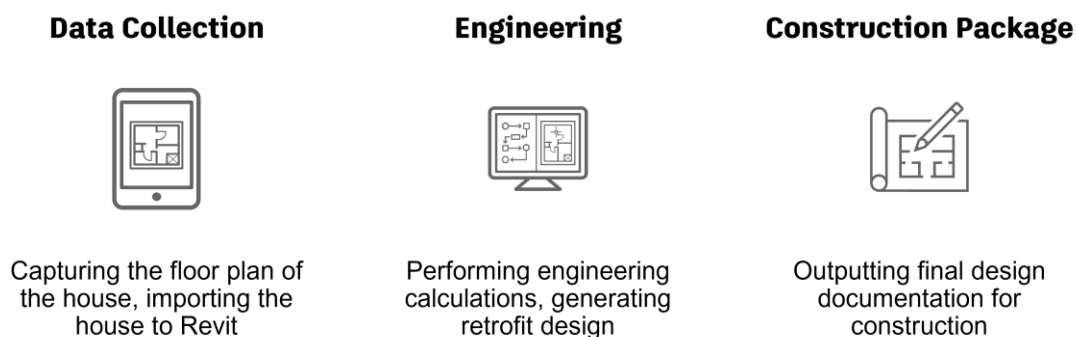 Data Collection
Engineering
Construction Package
Capturing the floor plan of
the house, importing the
house to Revit
Performing engineering
calculations, generating
retrofit design
Outputting final design
documentation for
construction